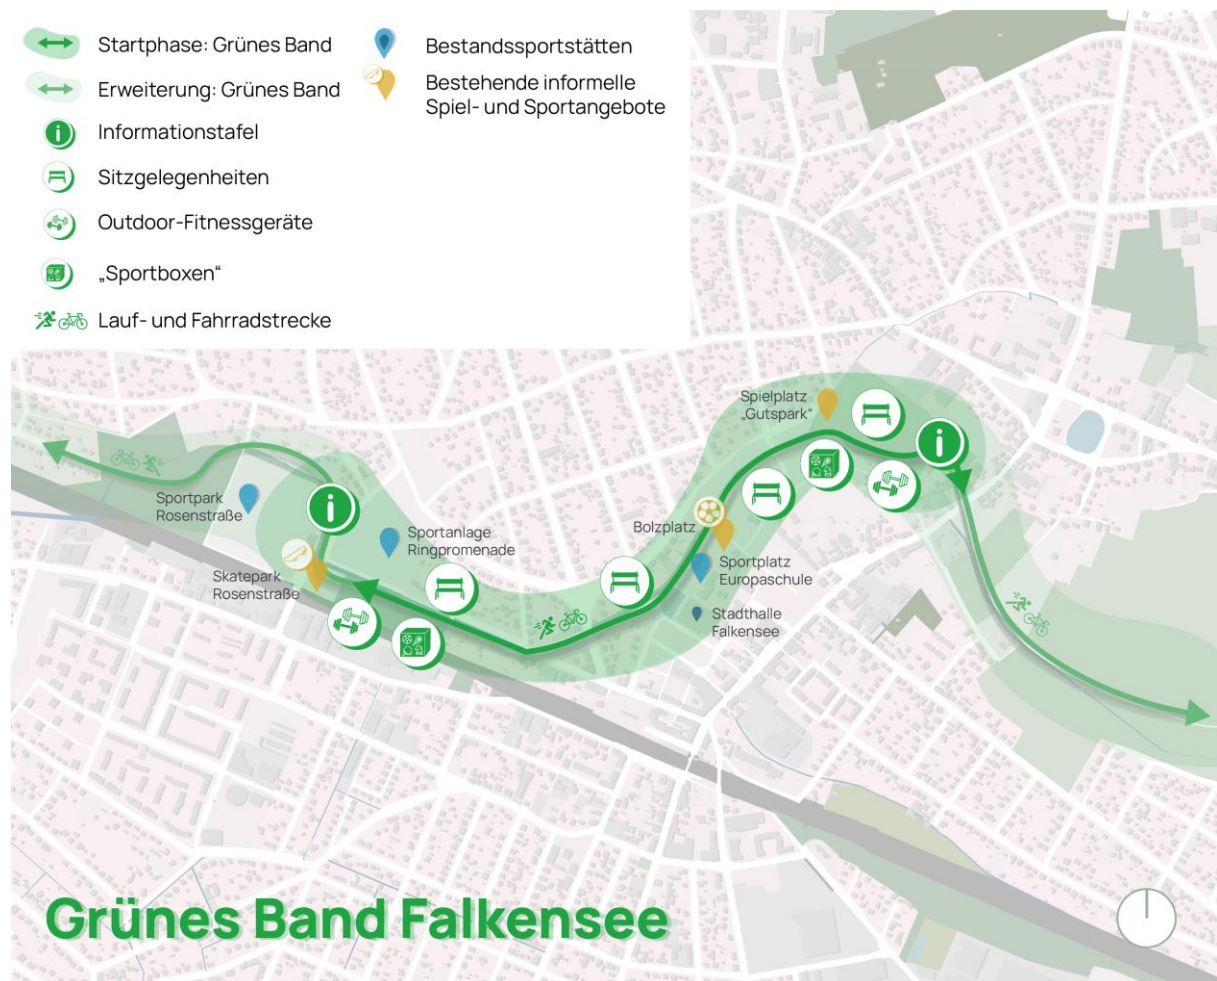 Startphase: Grünes Band
Erweiterung: Grünes Band
Informationstafel
Sitzgelegenheiten
Outdoor-Fitnessgeräte
„Sportboxen“
Lauf- und Fahrradstrecke
Bestandssportstätten
Bestehende informelle
Spiel- und Sportangebote
Spielplatz
„Gutspark“
Sportpark
Rosenstraße
Sportanlage
Ringpromenade
Bolzplatz
Sportplatz
Europaschule
Skatepark
Rosenstraße
Stadthalle
Falkensee
Grünes Band Falkensee